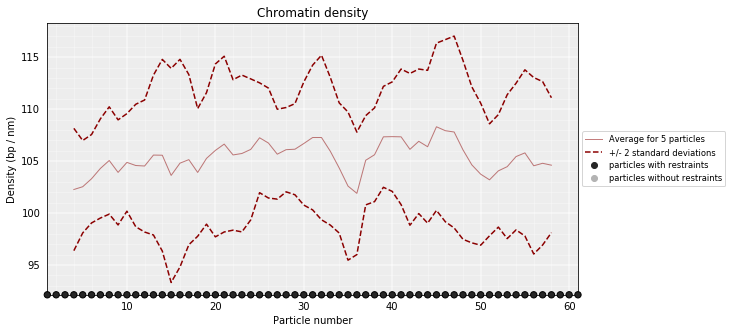 Chromatin density
Density (bp / nm)
115
110
105
100
95
10
20
30
40
50
60
Particle number
Average for 5 particles
+/- 2 standard deviations
particles with restraints
particles without restraints